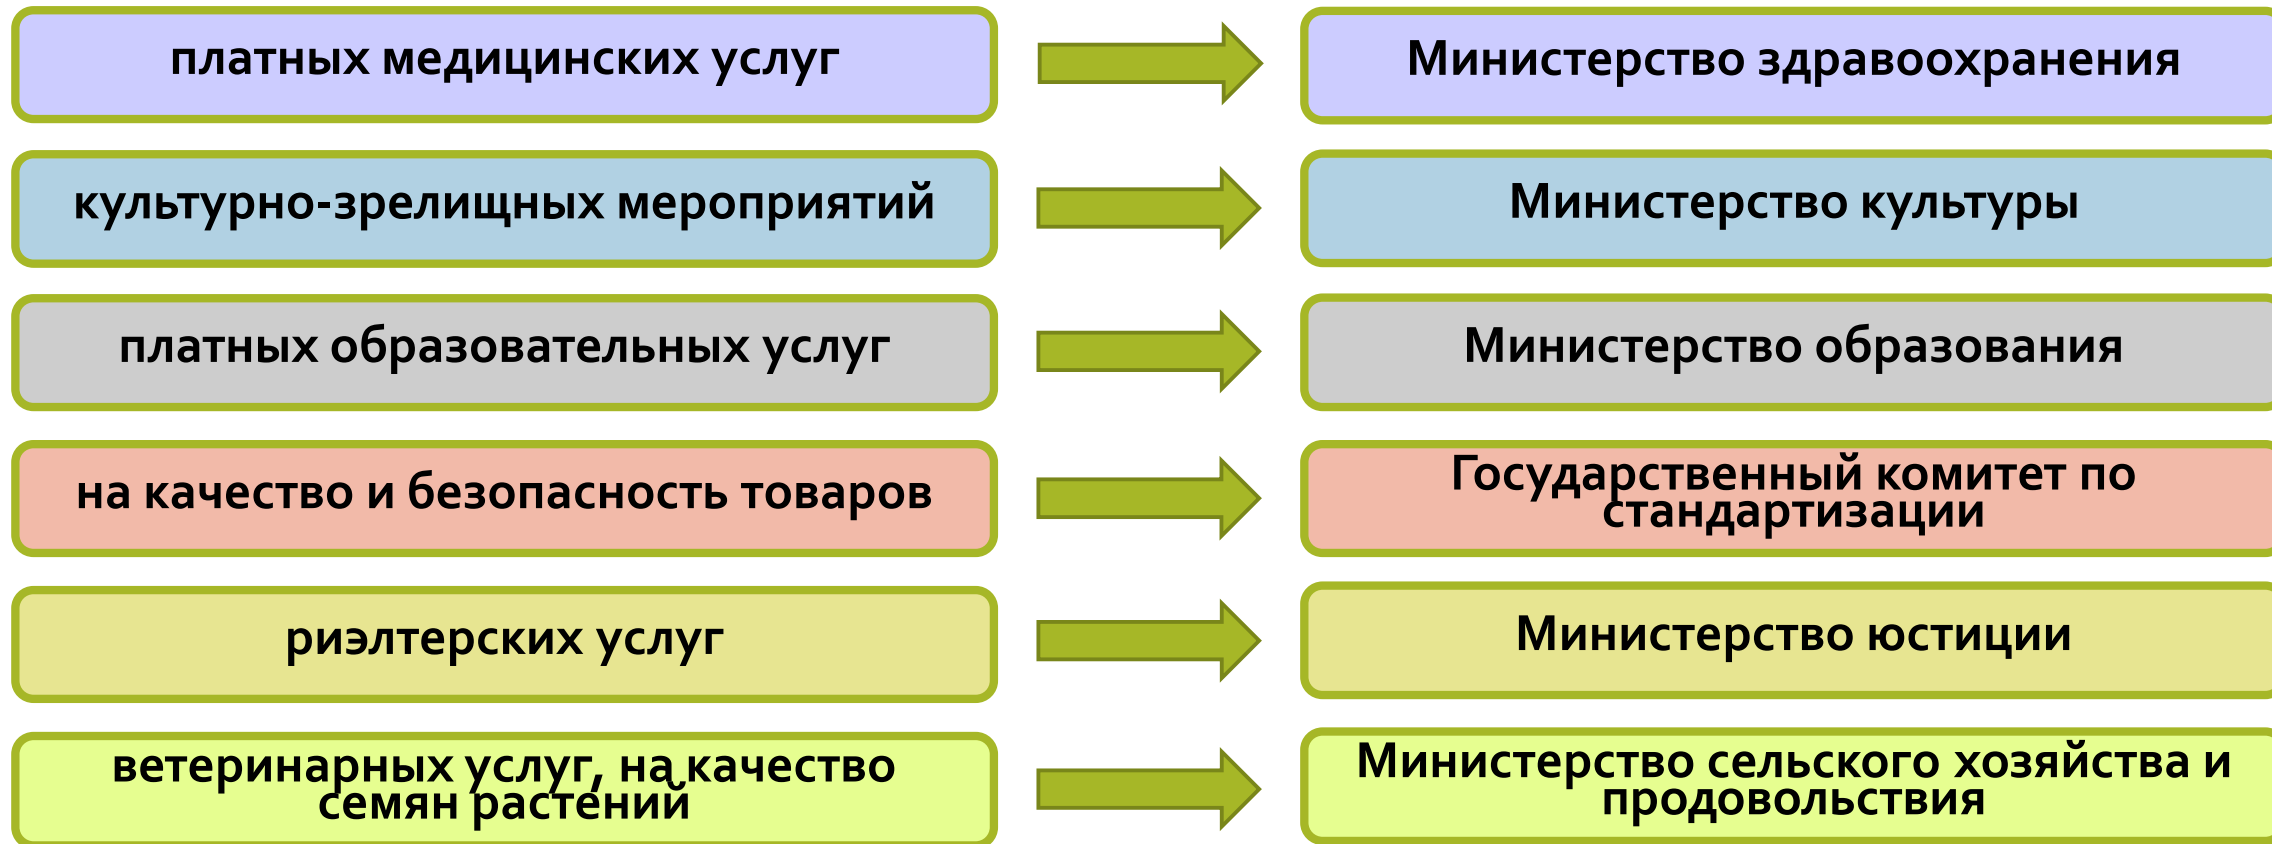 платных медицинских услуг
Министерство здравоохранения
культурно-зрелищных мероприятий
Министерство культуры
платных образовательных услуг
Министерство образования
на качество и безопасность товаров
Государственный комитет по
стандартизации
риэлтерских услуг
Министерство юстиции
ветеринарных услуг, на качество
семян растений
Министерство сельского хозяйства и
продовольствия